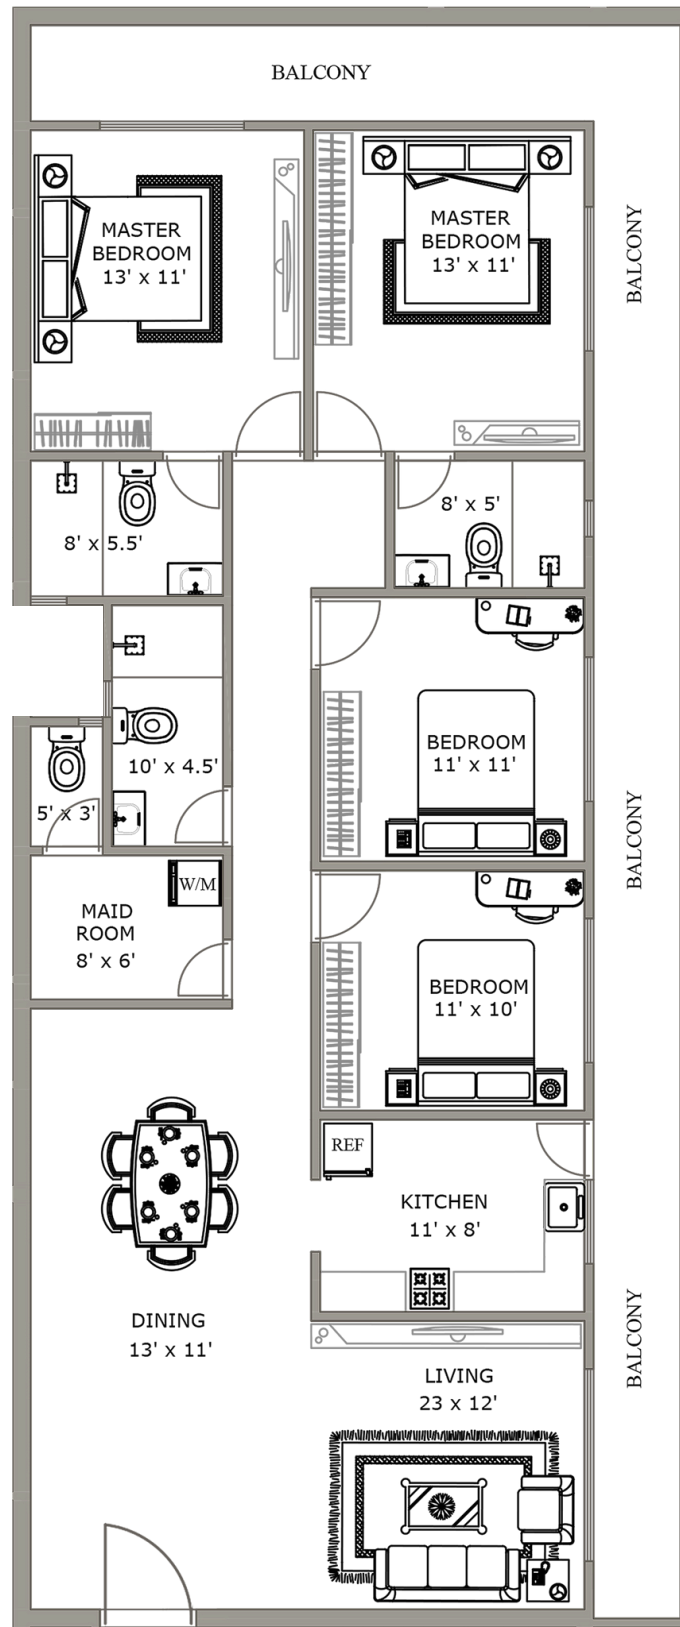 BALCONY
MASTER
BEDROOM
13' x 11'
MASTER
BEDROOM
13' x 11'
BALCONY
8' x 5.5'
8' x 5'
10' x 4.5'
5' x 3'
BEDROOM
11' x 11'
BALCONY
W/M
MAID
ROOM
8' x 6'
BEDROOM
11' x 10'
REF
KITCHEN
11' x 8'
DINING
13' x 11'
BALCONY
LIVING
23 x 12'